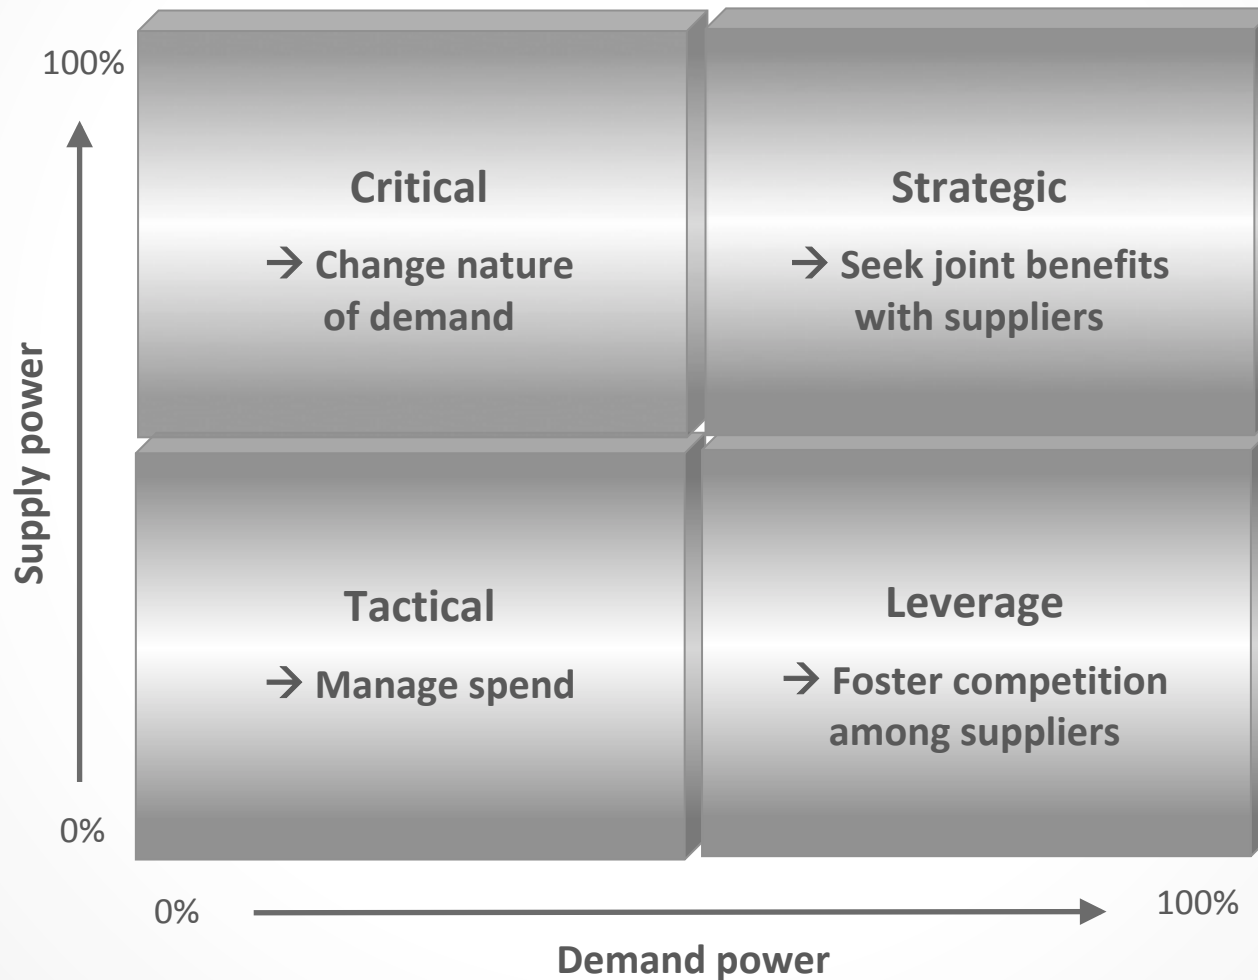 100%
Supply power
0%
Critical
→ Change nature
of demand
Strategic
→ Seek joint benefits
with suppliers
Tactical
→ Manage spend
Leverage
→ Foster competition
among suppliers
0%
100%
Demand power